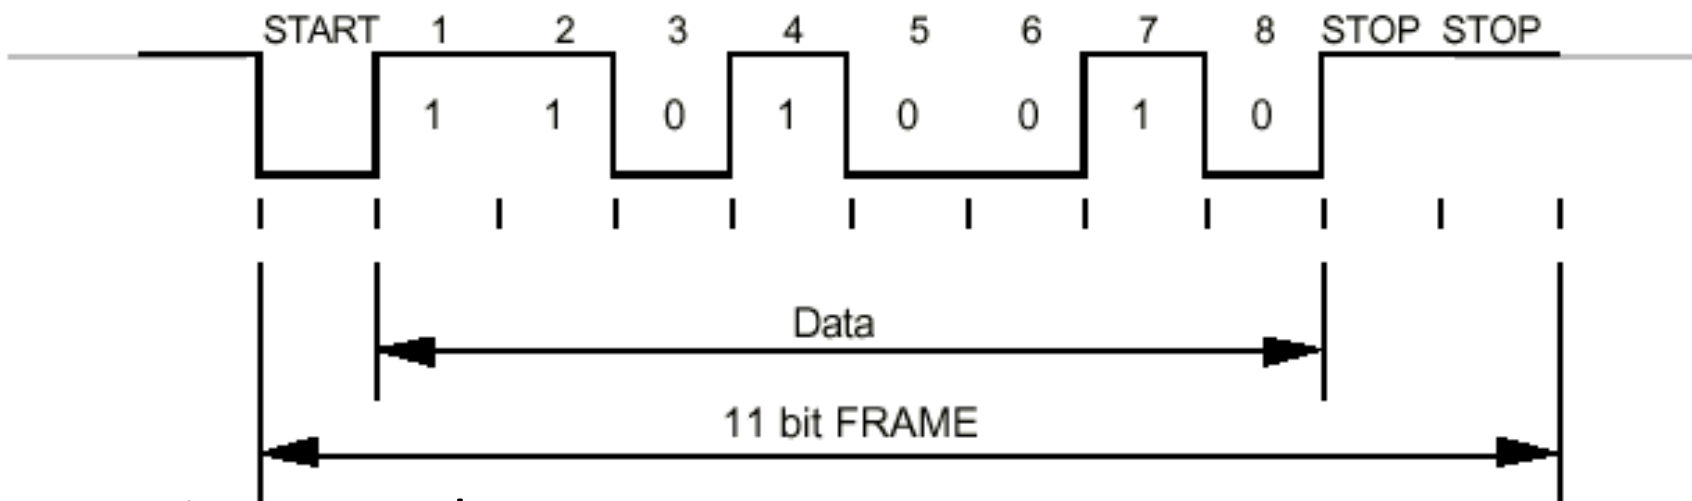 START 1 2 3 4 5 6 7 8 STOP STOP
1 1 0 1 0 0 1 0
Data
11 bit FRAME